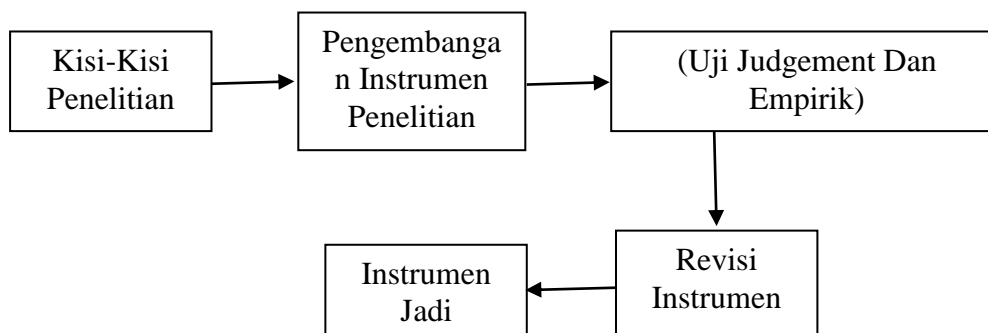 Kisi-Kisi
Penelitian
Pengembanga
n Instrumen
Penelitian
(Uji Judgement Dan
Empirik)
Revisi
Instrumen
Instrumen
Jadi